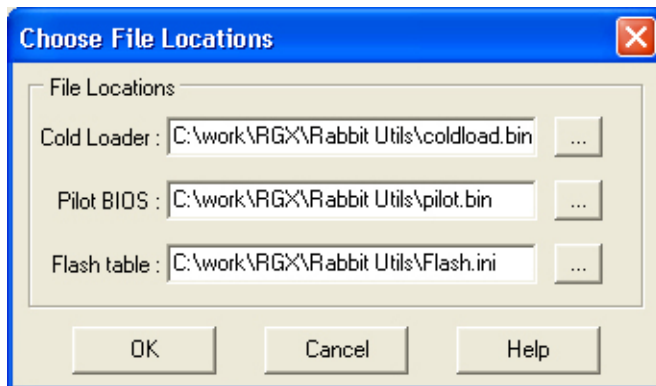 Choose File Locations
File Locations
Cold Loader : C:\work\RGX\Rabbit Utils\coldload.bin ...
Pilot BIOS : C:\work\RGX\Rabbit Utils\pilot.bin ...
Flash table : C:\work\RGX\Rabbit Utils\Flash.ini ...
OK Cancel Help